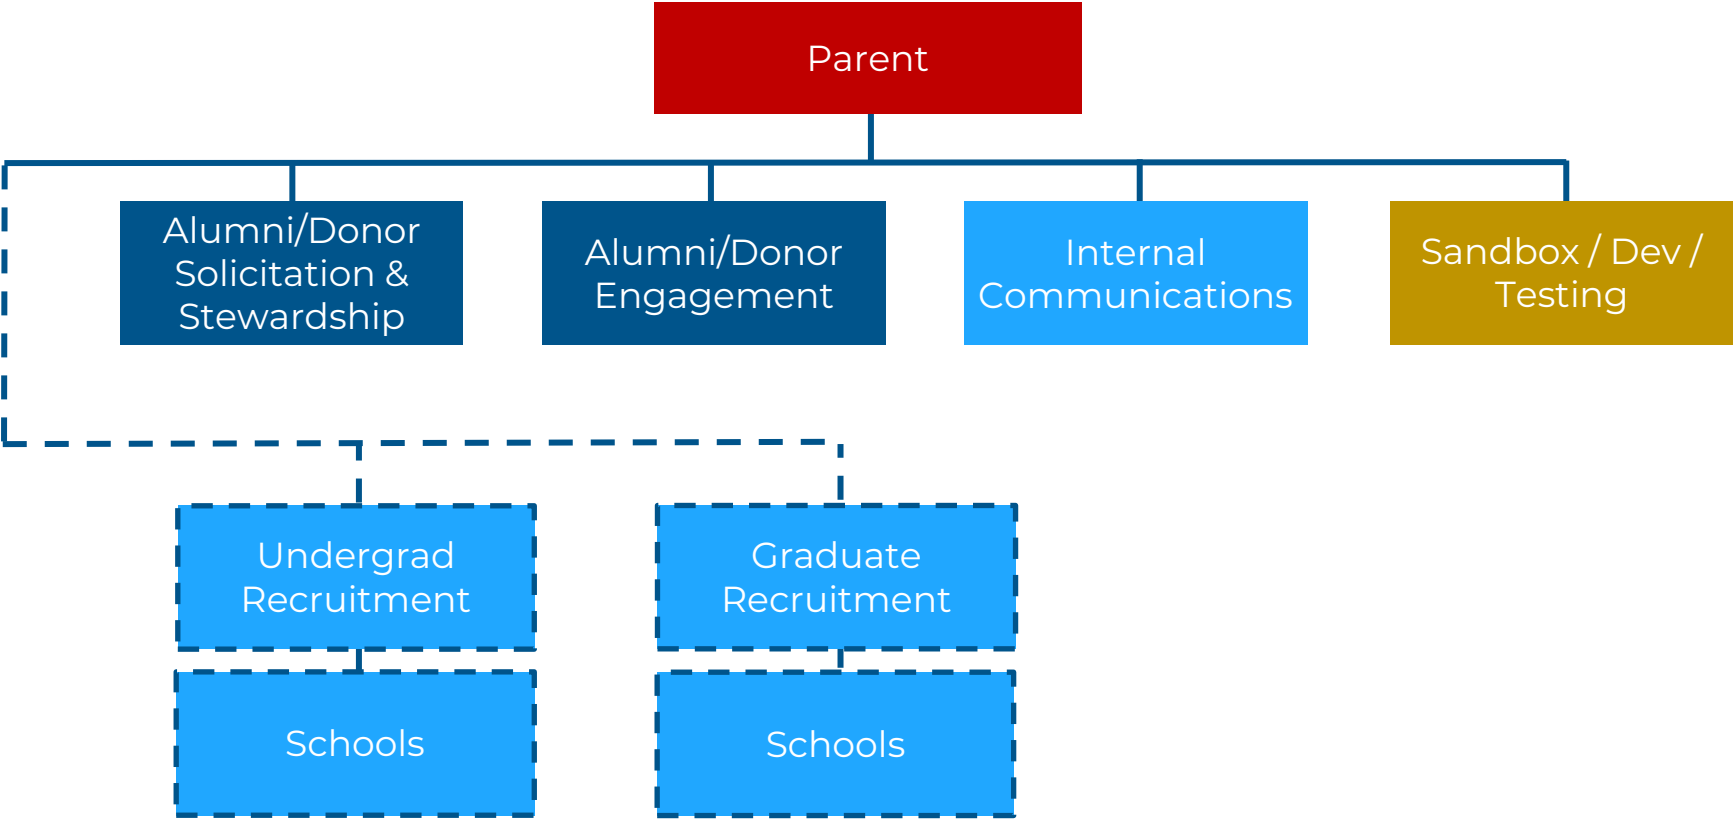 Parent
Alumni/Donor
Solicitation &
Stewardship
Alumni/Donor
Engagement
Internal
Communications
Sandbox / Dev /
Testing
Undergrad
Recruitment
Graduate
Recruitment
Schools
Schools